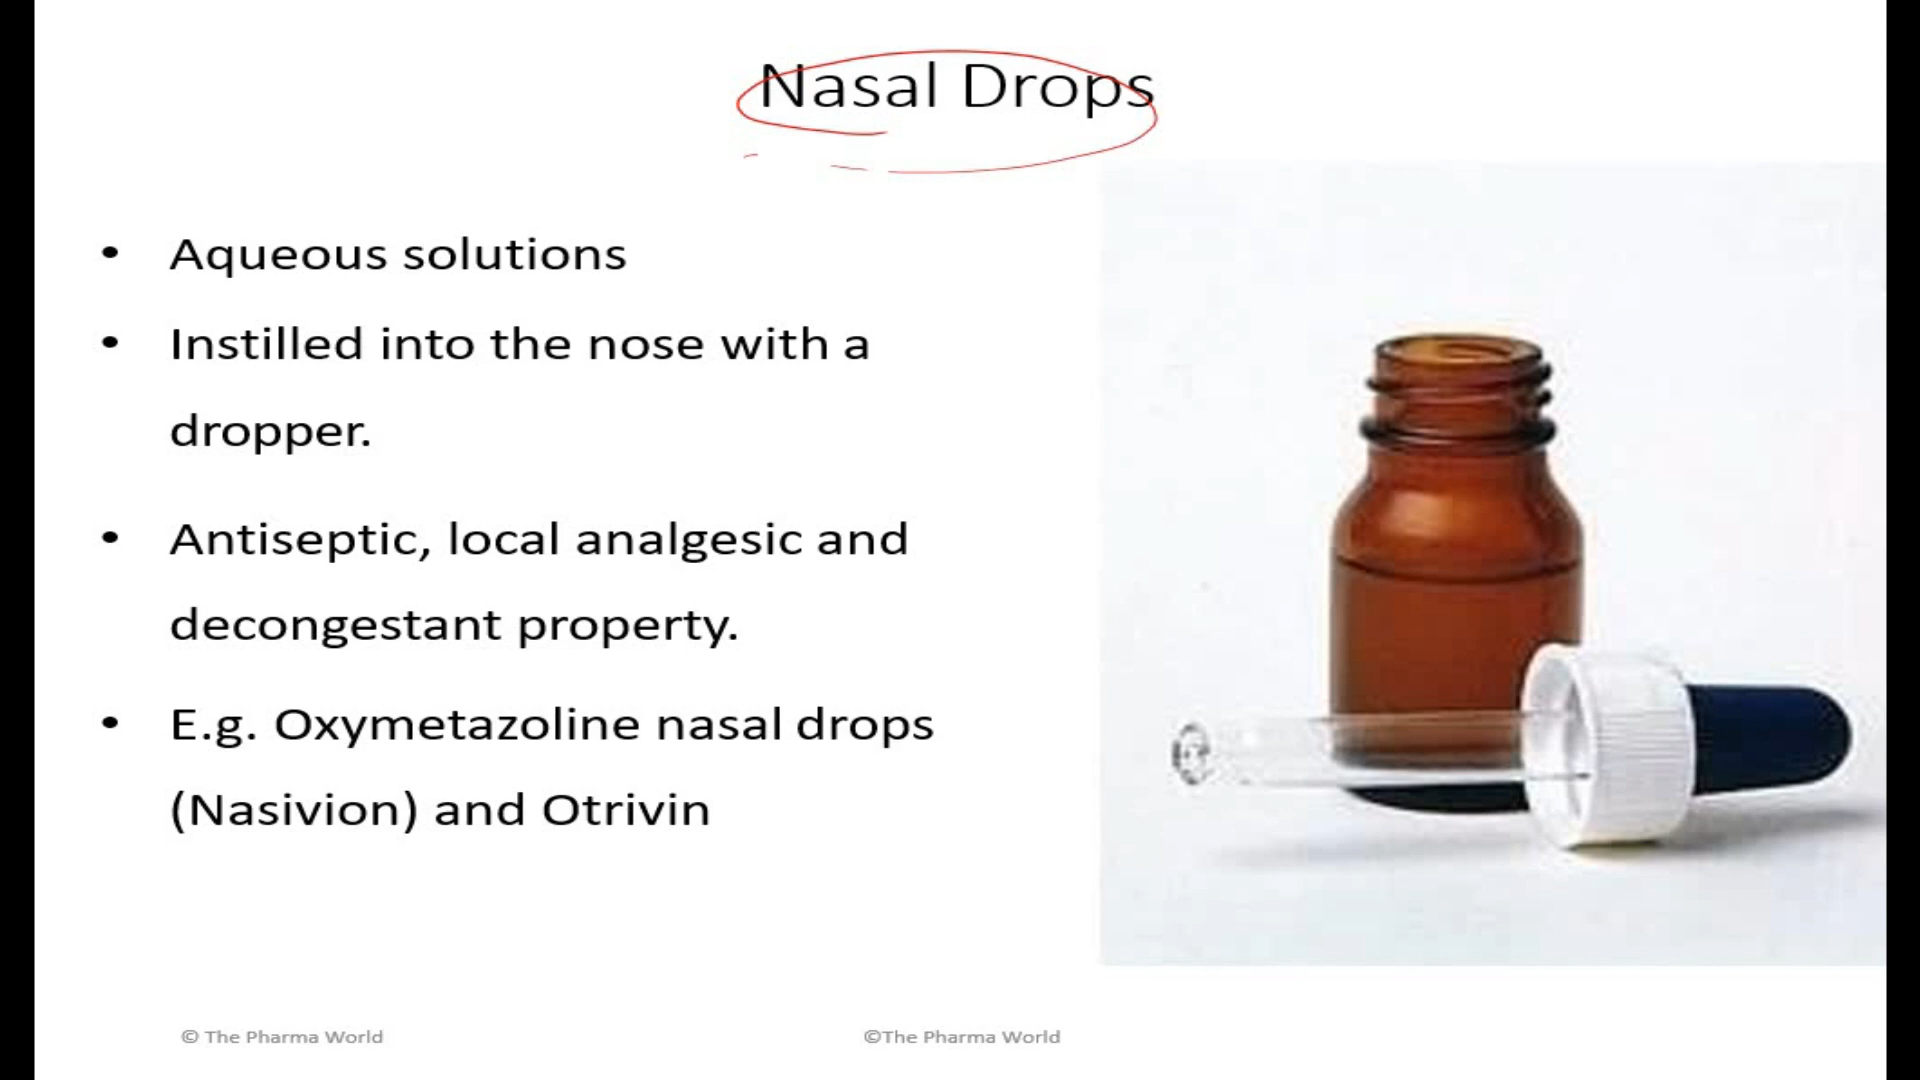 Nasal Drops
• Aqueous solutions
• Instilled into the nose with a
dropper.
• Antiseptic, local analgesic and
decongestant property.
• E.g. Oxymetazoline nasal drops
(Nasivion) and Otrivin
© The Pharma World
©The Pharma World